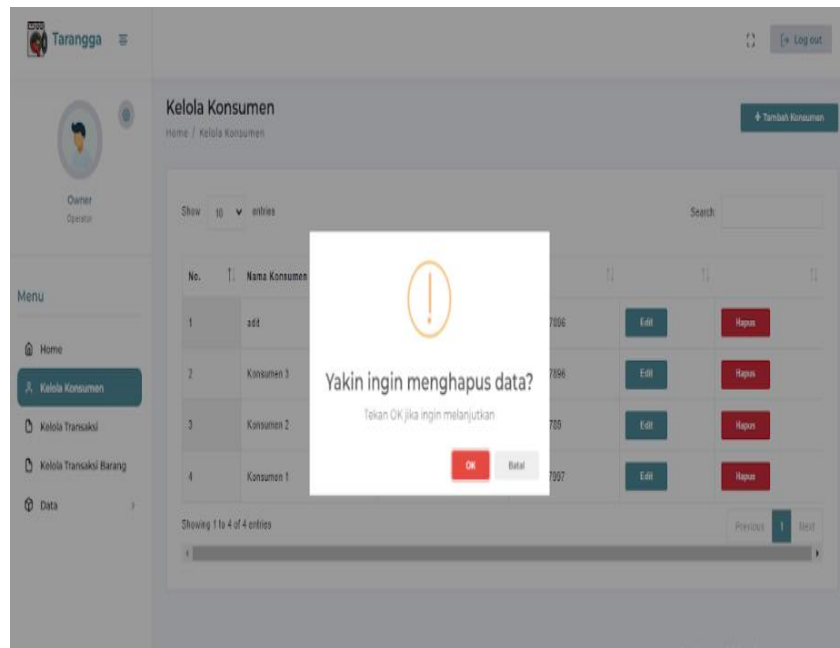 Tarangga
Log out
Kelola Konsumen
Home / Kelola Konsumen
+ Tambah Konsumen
Owner
Operator
Show 10 entries
Search:
No. Nama Konsumen
1 adit 7896 Edit Hapus
2 Konsumen 3 7896 Edit Hapus
3 Konsumen 2 789 Edit Hapus
4 Konsumen 1 7997 Edit Hapus
Yakin ingin menghapus data?
Tekan OK jika ingin melanjutkan
OK Batal
Showing 1 to 4 of 4 entries
Previous 1 Next
Menu
Home
Kelola Konsumen
Kelola Transaksi
Kelola Transaksi Barang
Data